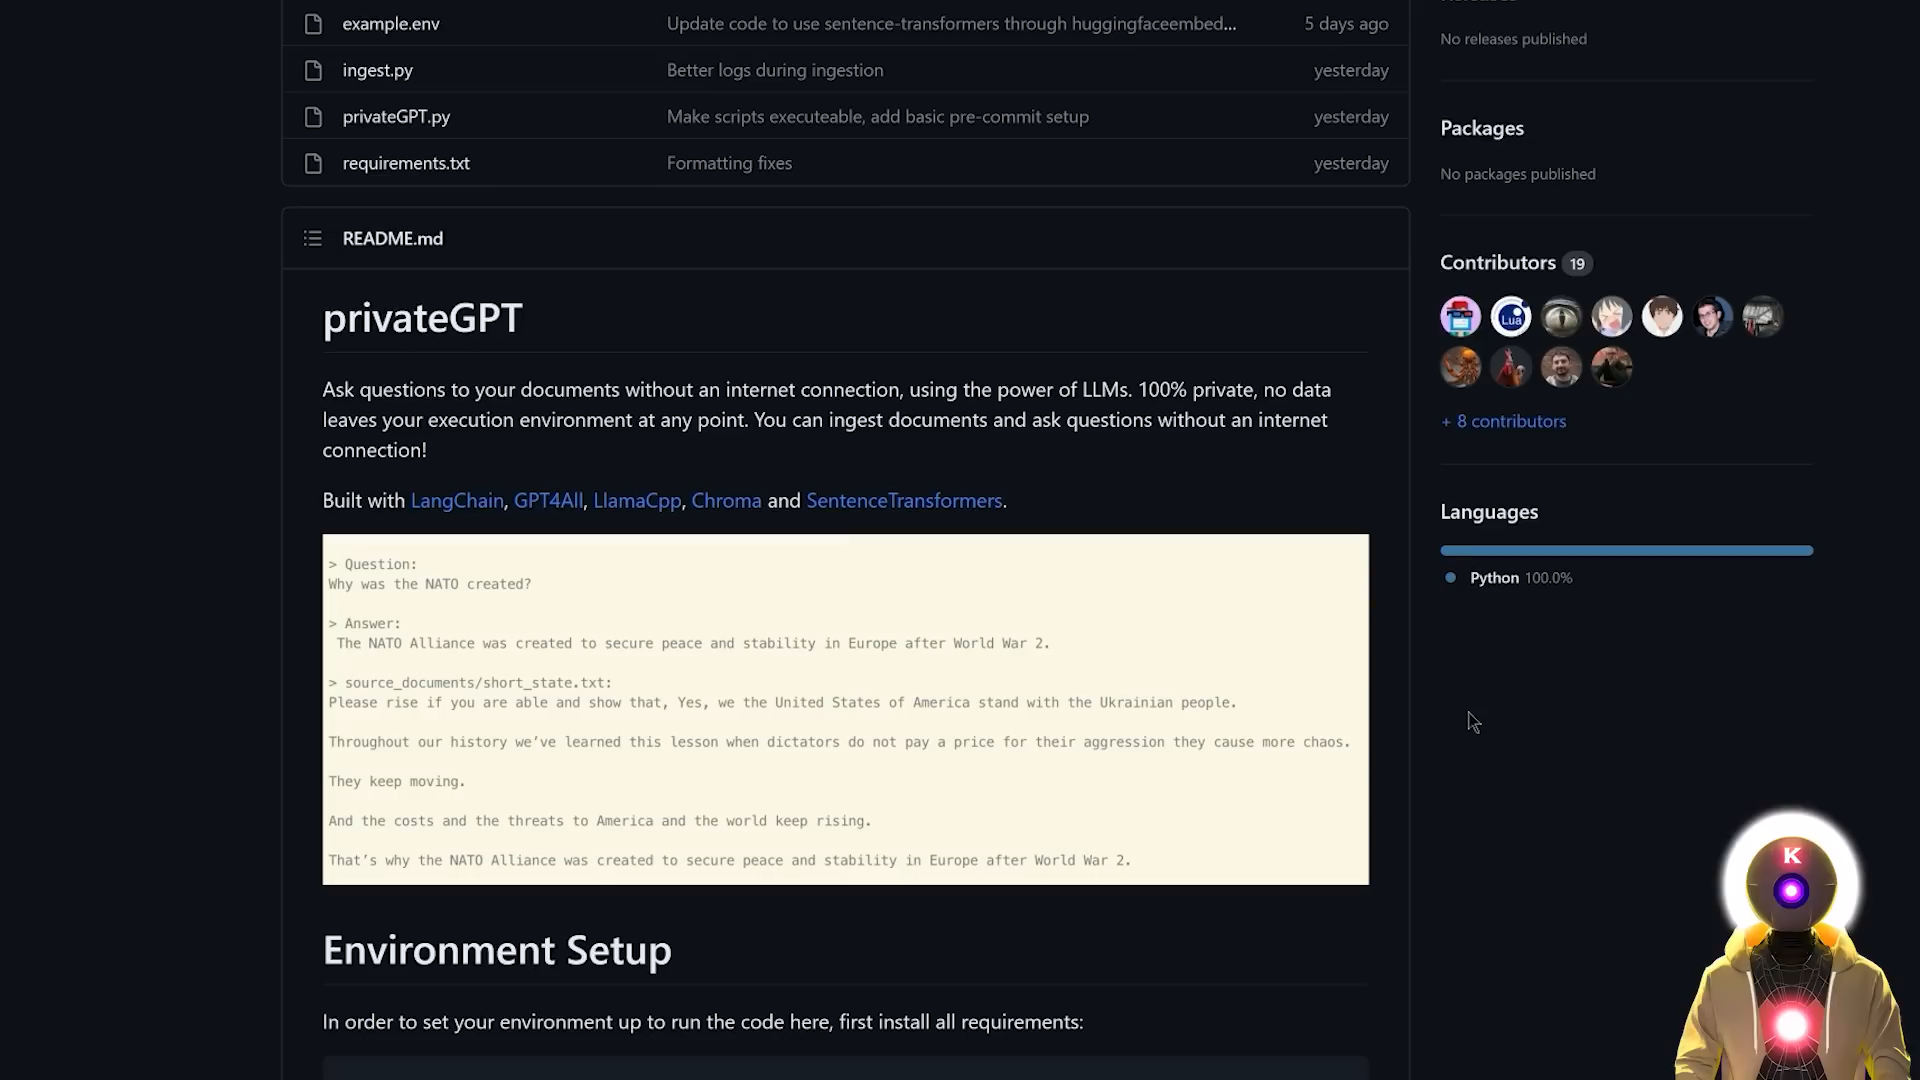 example.env Update code to use sentence-transformers through huggingfaceembed... 5 days ago
ingest.py Better logs during ingestion yesterday
privateGPT.py Make scripts executeable, add basic pre-commit setup yesterday
requirements.txt Formatting fixes yesterday
README.md
privateGPT
Ask questions to your documents without an internet connection, using the power of LLMs. 100% private, no data
leaves your execution environment at any point. You can ingest documents and ask questions without an internet
connection!
Built with LangChain, GPT4All, LlamaCpp, Chroma and SentenceTransformers.
> Question:
Why was the NATO created?
> Answer:
The NATO Alliance was created to secure peace and stability in Europe after World War 2.
> source_documents/short_state.txt:
Please rise if you are able and show that, Yes, we the United States of America stand with the Ukrainian people.
Throughout our history we’ve learned this lesson when dictators do not pay a price for their aggression they cause more chaos.
They keep moving.
And the costs and the threats to America and the world keep rising.
That’s why the NATO Alliance was created to secure peace and stability in Europe after World War 2.
Environment Setup
In order to set your environment up to run the code here, first install all requirements:
No releases published
Packages
No packages published
Contributors 19
Lua
+ 8 contributors
Languages
Python 100.0%
K